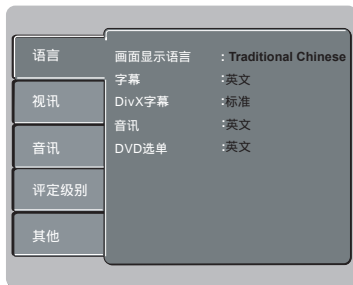 语言
视讯
音讯
评定级别
其他
画面显示语言 : Traditional Chinese
字幕 :英文
DivX字幕 :标准
音讯 :英文
DVD选单 :英文